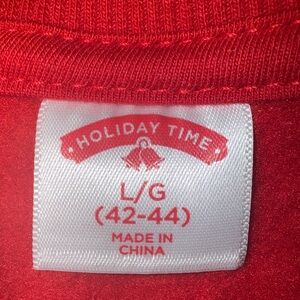 HOLIDAY TIME
L/G
(42-44)
MADE IN
CHINA